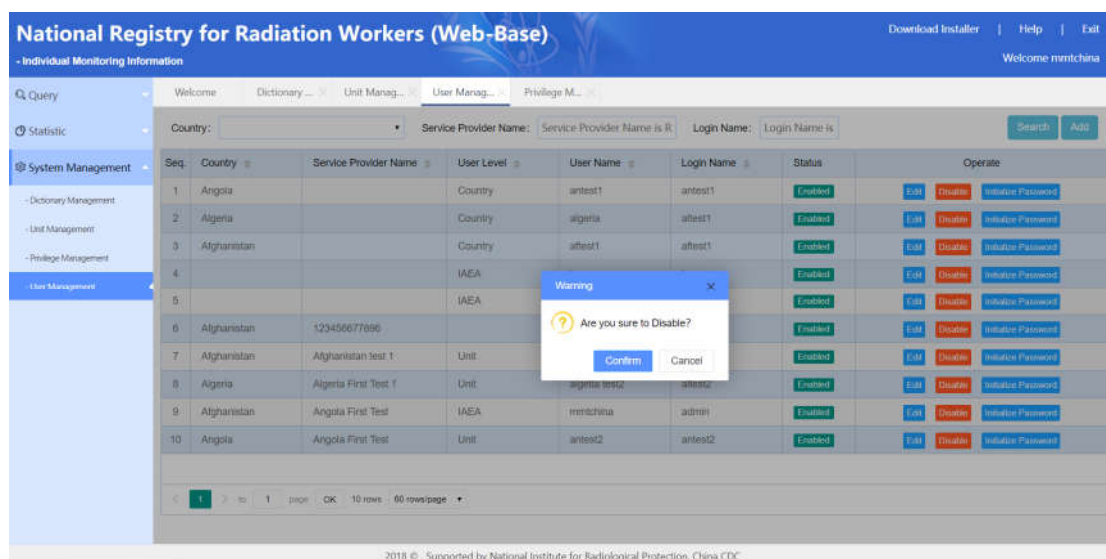 National Registry for Radiation Workers (Web-Base)
Download Installer | Help | Exit
- Individual Monitoring Information
Welcome mmtchina
Query
Welcome Dictionary ... Unit Manag... User Manag... Privilege M...
Statistic
Country: Service Provider Name: Service Provider Name is R Login Name: Login Name is Search Add
System Management
Seq. Country Service Provider Name User Level User Name Login Name Status Operate
- Dictionary Management
- Unit Management
- Privilege Management
- User Management
1 Angola Country antest1 antest1 Enabled Edit Disable Initialize Password
2 Algeria Country algeria altest1 Enabled Edit Disable Initialize Password
3 Afghanistan Country aftest1 aftest1 Enabled Edit Disable Initialize Password
4 IAEA Enabled Edit Disable Initialize Password
5 IAEA Enabled Edit Disable Initialize Password
6 Afghanistan Enabled Edit Disable Initialize Password
7 Afghanistan Afghanistan test 1 Unit Enabled Edit Disable Initialize Password
8 Algeria Algeria First Test 1 Unit algeria test2 altest2 Enabled Edit Disable Initialize Password
9 Afghanistan Angola First Test IAEA mmtchina admin Enabled Edit Disable Initialize Password
10 Angola Angola First Test Unit antest2 antest2 Enabled Edit Disable Initialize Password
Warning
Are you sure to Disable?
Confirm Cancel
1 to 1 page OK 10 rows 60 rows/page
2018 © Supported by National Institute for Radiological Protection, China CDC